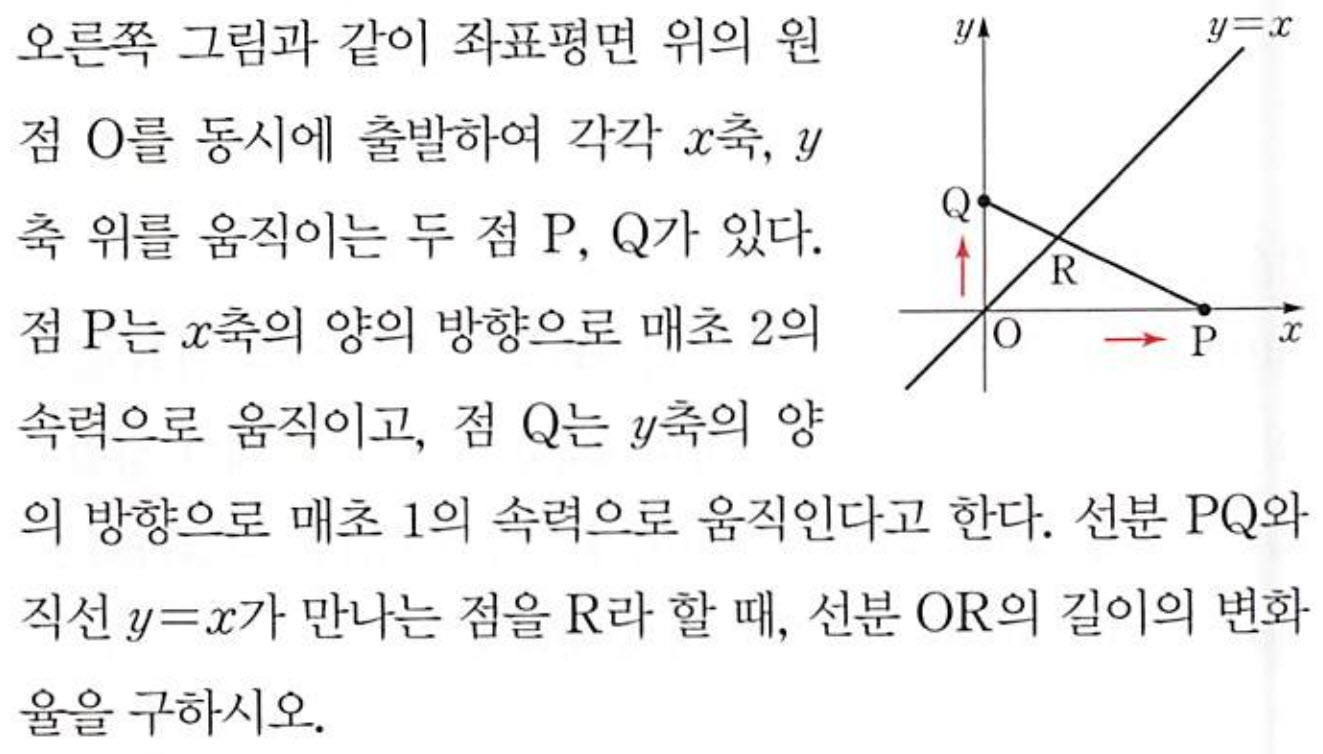 오른쪽 그림과 같이 좌표평면 위의 원
점 O를 동시에 출발하여 각각 x축, y
축 위를 움직이는 두 점 P, Q가 있다.
점 P는 x축의 양의 방향으로 매초 2의
속력으로 움직이고, 점 Q는 y축의 양
의 방향으로 매초 1의 속력으로 움직인다고 한다. 선분 PQ와
직선 y=x가 만나는 점을 R라 할 때, 선분 OR의 길이의 변화
율을 구하시오.
y
y=x
Q
R
O
P
x